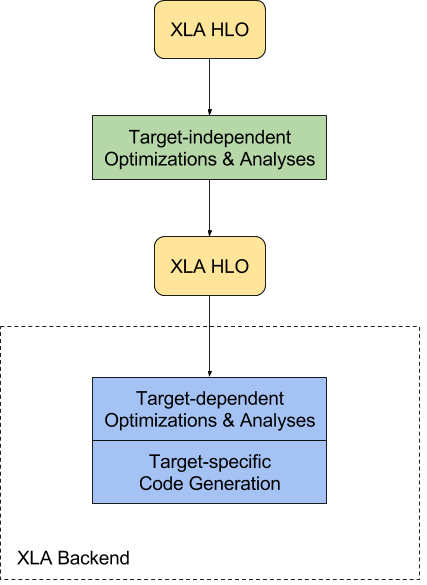 XLA HLO
Target-independent
Optimizations & Analyses
XLA HLO
Target-dependent
Optimizations & Analyses
Target-specific
Code Generation
XLA Backend